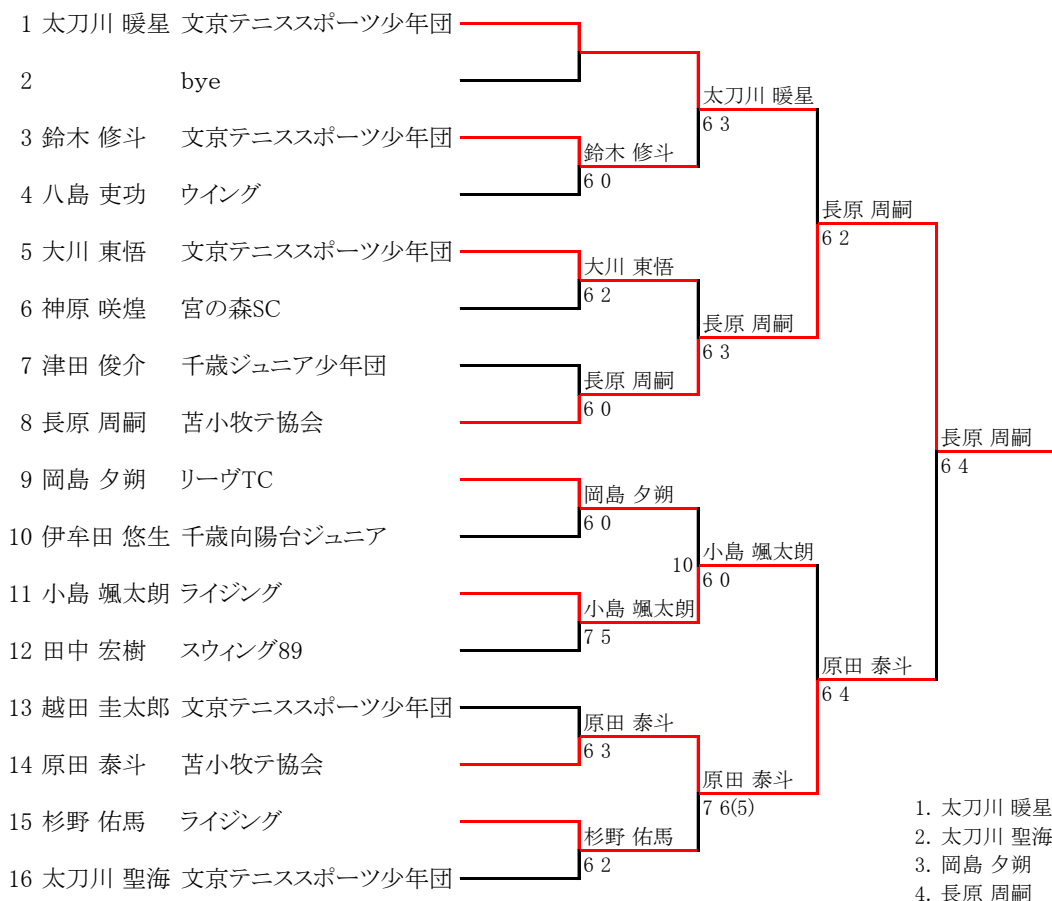 1 太刀川 暖星 文京テニススポーツ少年団
2 bye
太刀川 暖星
6 3
3 鈴木 修斗 文京テニススポーツ少年団
鈴木 修斗
6 0
4 八島 吏功 ウイング
長原 周嗣
6 2
5 大川 東悟 文京テニススポーツ少年団
大川 東悟
6 2
6 神原 咲煌 宮の森SC
長原 周嗣
6 3
7 津田 俊介 千歳ジュニア少年団
長原 周嗣
6 0
8 長原 周嗣 苫小牧テ協会
長原 周嗣
6 4
9 岡島 夕朔 リーヴTC
岡島 夕朔
6 0
10 伊牟田 悠生 千歳向陽台ジュニア
小島 颯太朗
10
6 0
11 小島 颯太朗 ライジング
小島 颯太朗
7 5
12 田中 宏樹 スウィング89
原田 泰斗
6 4
13 越田 圭太郎 文京テニススポーツ少年団
原田 泰斗
6 3
14 原田 泰斗 苫小牧テ協会
原田 泰斗
7 6(5)
15 杉野 佑馬 ライジング
杉野 佑馬
6 2
16 太刀川 聖海 文京テニススポーツ少年団
1. 太刀川 暖星
2. 太刀川 聖海
3. 岡島 夕朔
4. 長原 周嗣